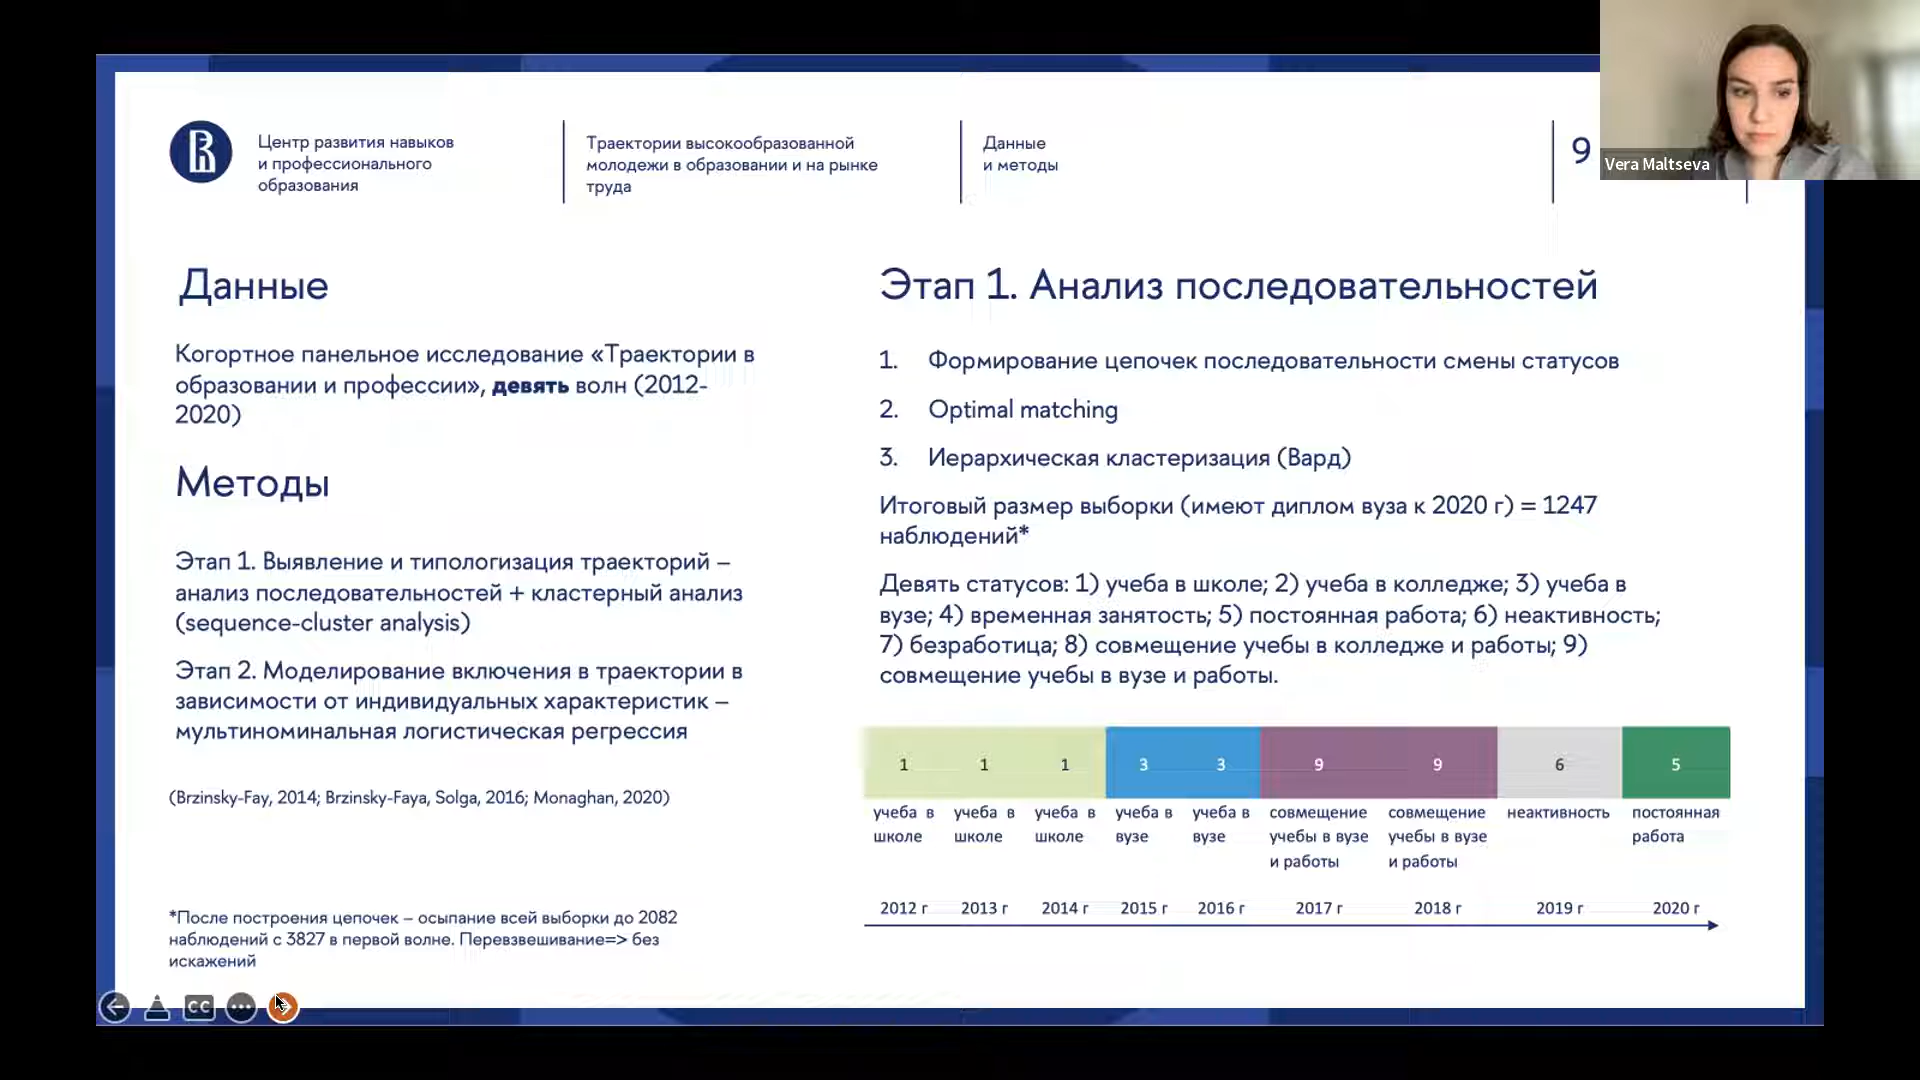 Центр развития навыков
и профессионального
образования
Траектории высокообразованной
молодежи в образовании и на рынке
труда
Данные
и методы
9
Vera Maltseva
Данные
Когортное панельное исследование «Траектории в
образовании и профессии», девять волн (2012-
2020)
Методы
Этап 1. Выявление и типологизация траекторий –
анализ последовательностей + кластерный анализ
(sequence-cluster analysis)
Этап 2. Моделирование включения в траектории в
зависимости от индивидуальных характеристик –
мультиноминальная логистическая регрессия
(Brzinsky-Fay, 2014; Brzinsky-Faya, Solga, 2016; Monaghan, 2020)
*После построения цепочек – осыпание всей выборки до 2082
наблюдений с 3827 в первой волне. Перевзвешивание=> без
искажений
Этап 1. Анализ последовательностей
1. Формирование цепочек последовательности смены статусов
2. Optimal matching
3. Иерархическая кластеризация (Вард)
Итоговый размер выборки (имеют диплом вуза к 2020 г) = 1247
наблюдений*
Девять статусов: 1) учеба в школе; 2) учеба в колледже; 3) учеба в
вузе; 4) временная занятость; 5) постоянная работа; 6) неактивность;
7) безработица; 8) совмещение учебы в колледже и работы; 9)
совмещение учебы в вузе и работы.
1 1 1 3 3 9 9 6 5
учеба в учеба в учеба в учеба в учеба в совмещение совмещение неактивность постоянная
школе школе школе вузе вузе учебы в вузе учебы в вузе работа
и работы и работы
2012 г 2013 г 2014 г 2015 г 2016 г 2017 г 2018 г 2019 г 2020 г
CC